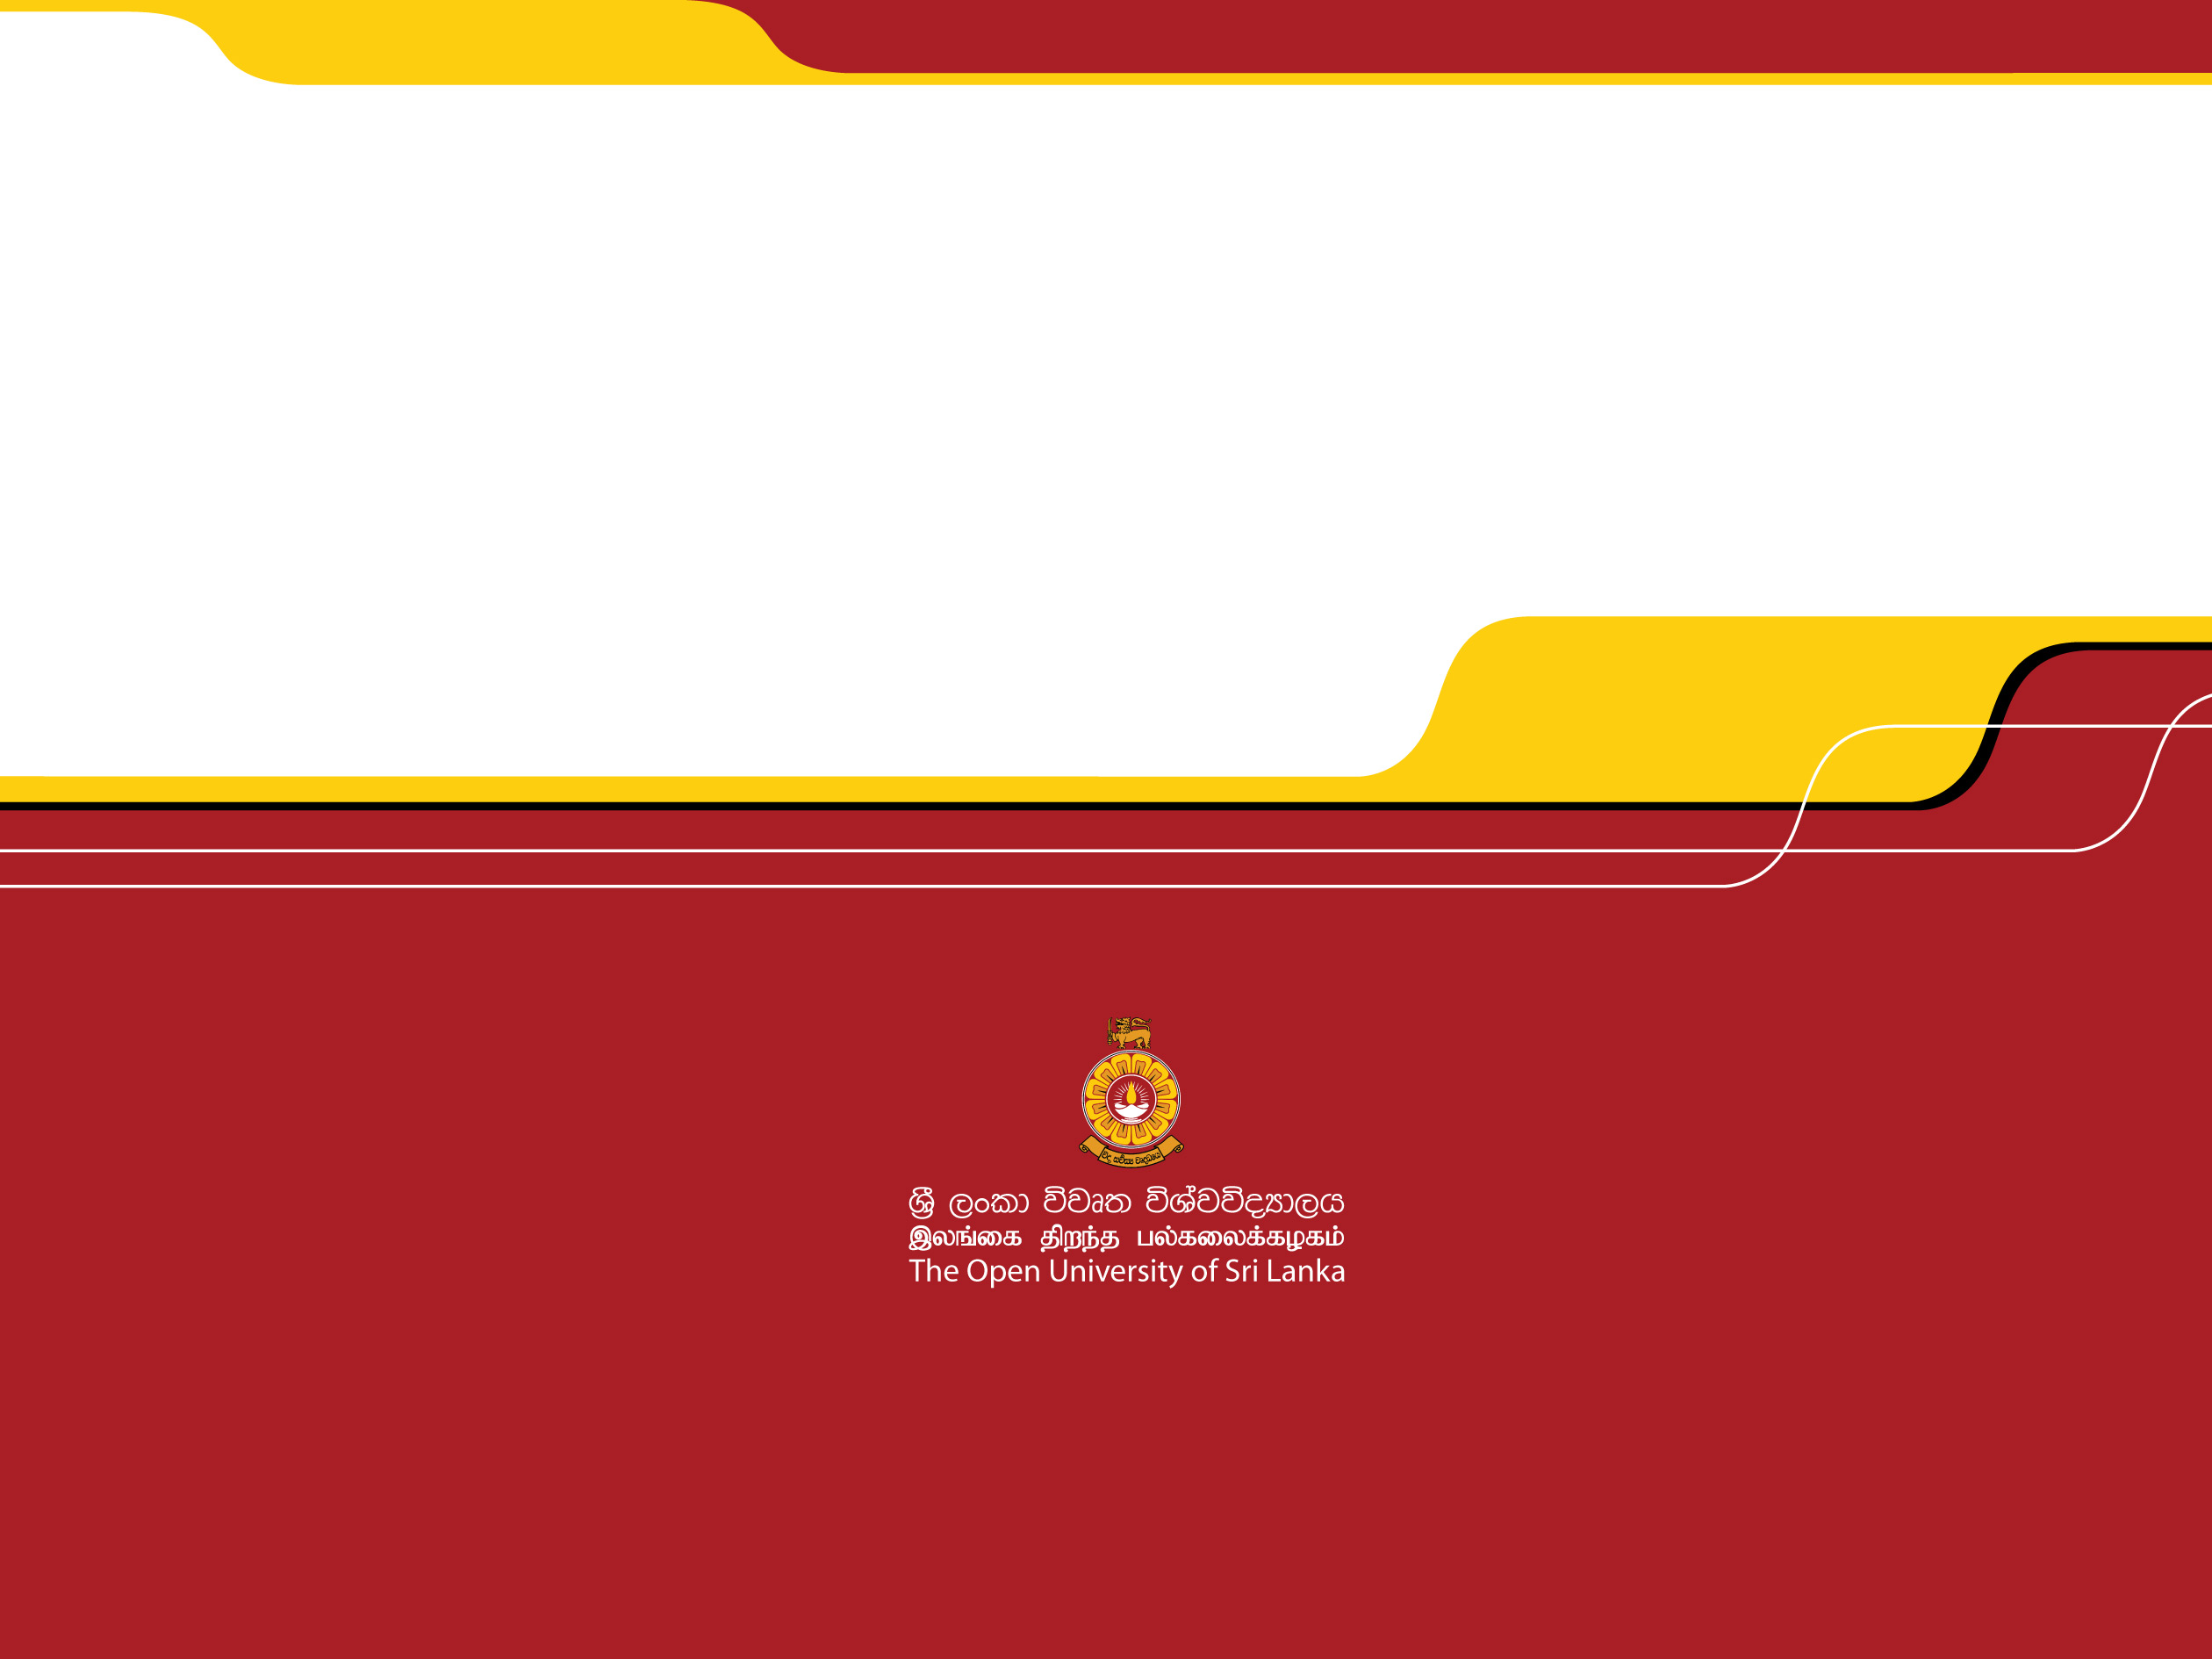 ශ්‍රී ලංකා විවෘත විශ්වවිද්‍යාලය
இலங்கை திறந்த பல்கலைக்கழகம்
The Open University of Sri Lanka